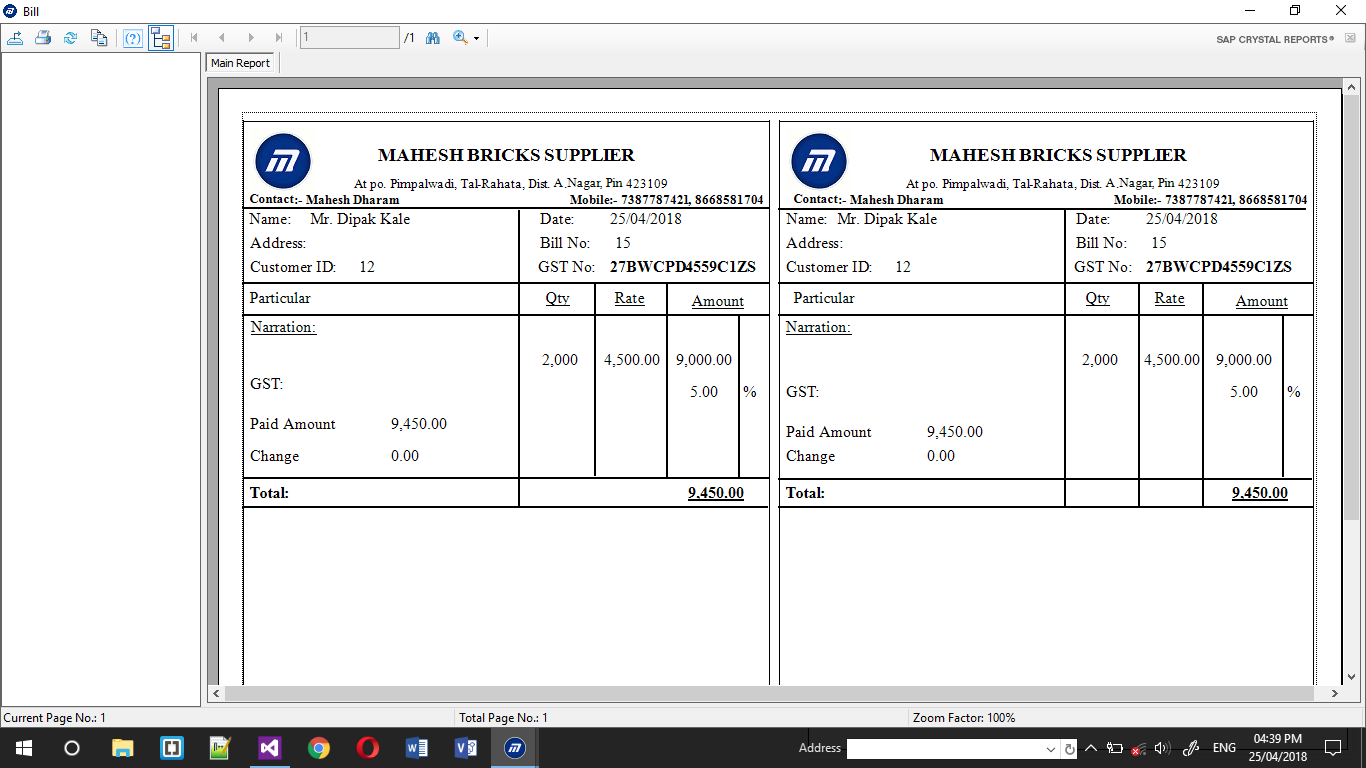 Bill
1 /1 SAP CRYSTAL REPORTS®
Main Report
MAHESH BRICKS SUPPLIER
At po. Pimpalwadi, Tal-Rahata, Dist. A.Nagar, Pin 423109
Contact:- Mahesh Dharam Mobile:- 7387787421, 8668581704
Name: Mr. Dipak Kale Date: 25/04/2018
Address: Bill No: 15
Customer ID: 12 GST No: 27BWCPD4559C1ZS
Particular Qty Rate Amount
Narration:
2,000 4,500.00 9,000.00
GST: 5.00 %
Paid Amount 9,450.00
Change 0.00
Total: 9,450.00
MAHESH BRICKS SUPPLIER
At po. Pimpalwadi, Tal-Rahata, Dist. A.Nagar, Pin 423109
Contact:- Mahesh Dharam Mobile:- 7387787421, 8668581704
Name: Mr. Dipak Kale Date: 25/04/2018
Address: Bill No: 15
Customer ID: 12 GST No: 27BWCPD4559C1ZS
Particular Qty Rate Amount
Narration:
2,000 4,500.00 9,000.00
GST: 5.00 %
Paid Amount 9,450.00
Change 0.00
Total: 9,450.00
Current Page No.: 1 Total Page No.: 1 Zoom Factor: 100%
Address ENG 04:39 PM
25/04/2018